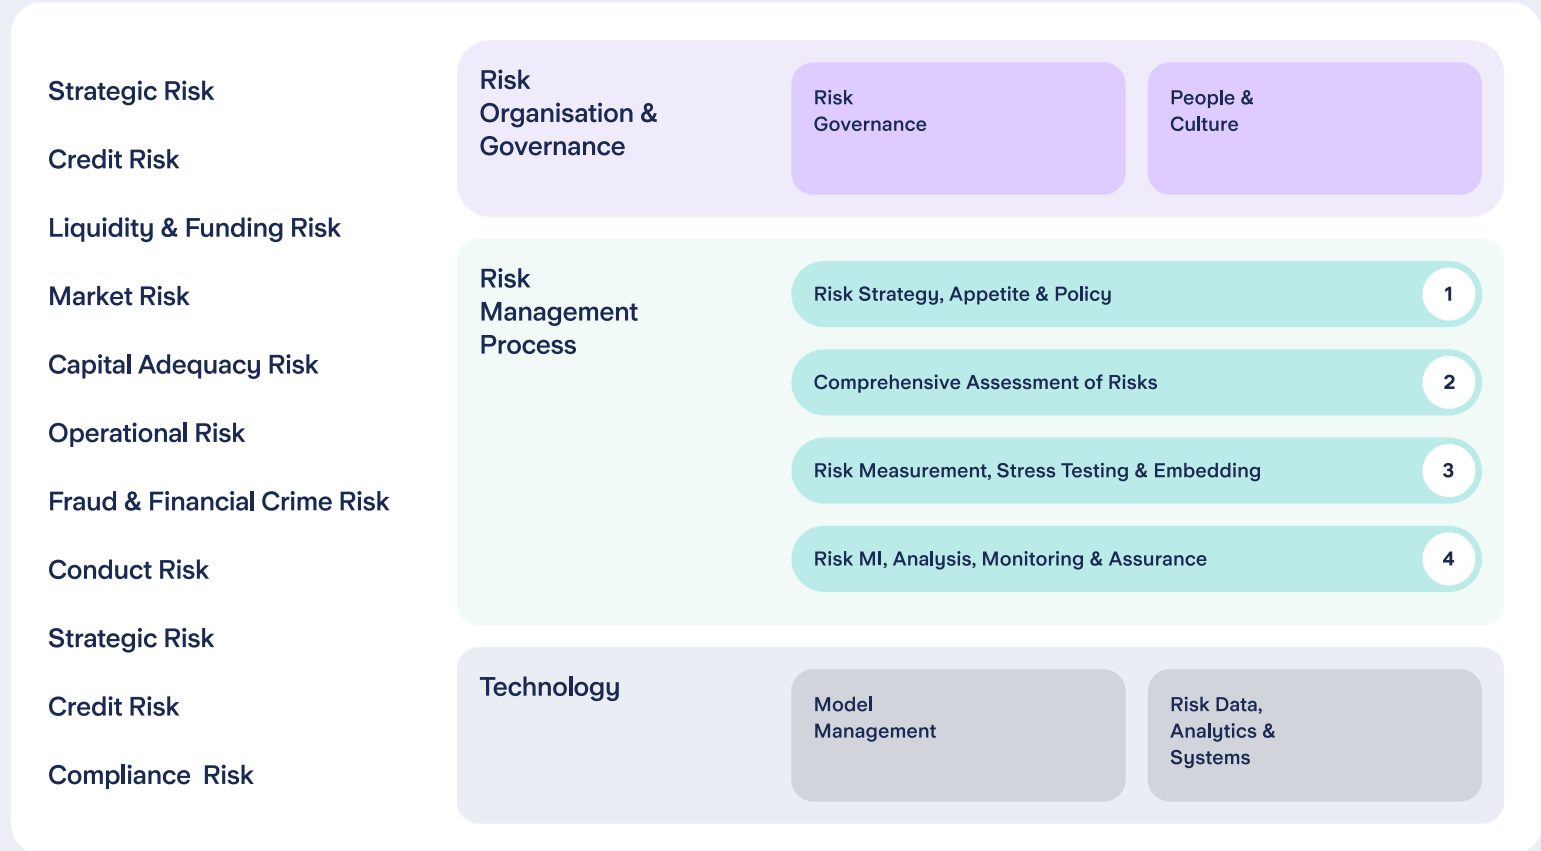 Strategic Risk
Credit Risk
Liquidity & Funding Risk
Market Risk
Capital Adequacy Risk
Operational Risk
Fraud & Financial Crime Risk
Conduct Risk
Strategic Risk
Credit Risk
Compliance  Risk
Risk
Organisation &
Governance
Risk
Governance
People &
Culture
Risk
Management
Process
Risk Strategy, Appetite & Policy
1
Comprehensive Assessment of Risks
2
Risk Measurement, Stress Testing & Embedding
3
Risk MI, Analysis, Monitoring & Assurance
4
Technology
Model
Management
Risk Data,
Analytics &
Systems